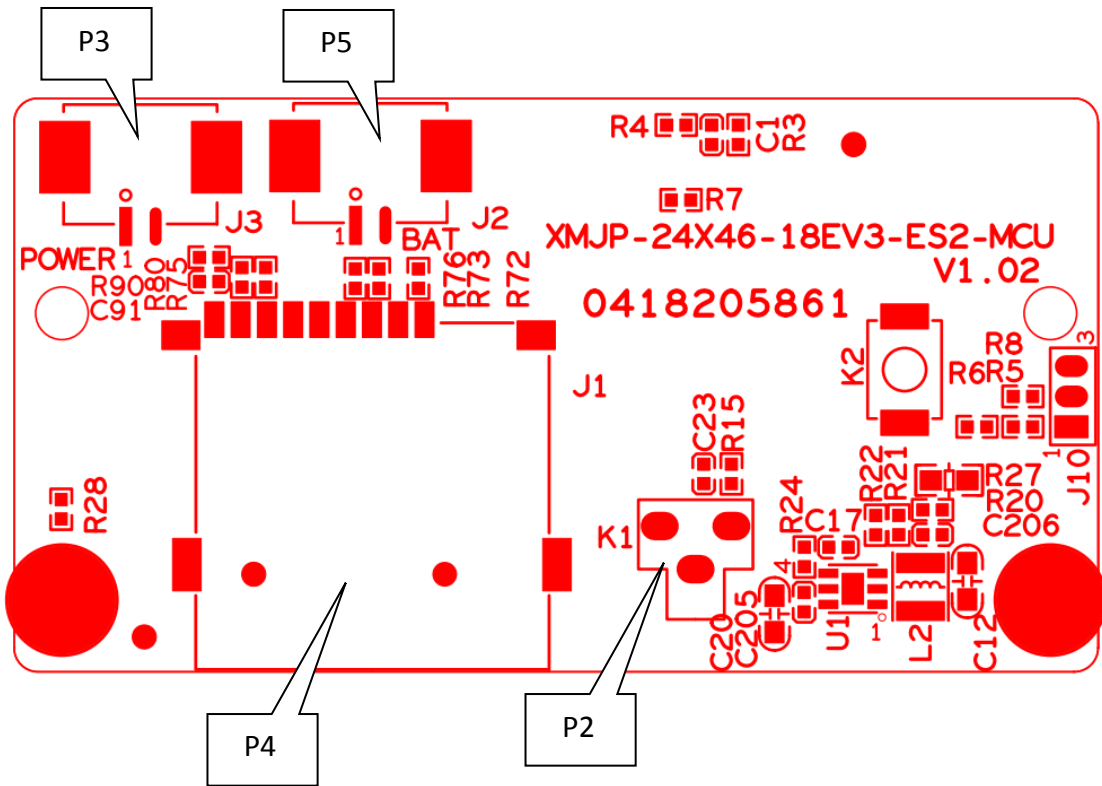 P3
P5
R4
C1
R3
R7
J3
J2
1
BAT
POWER
1
XMJP-24X46-18EV3-ES2-MCU
V1.02
R90
C91
R80
R75
R76
R73
R72
0418205861
K2
R8
R6
R5
3
J1
1
J10
C23
R15
R28
R22
R21
R27
R20
C206
R24
C17
K1
4
C20
C205
U1
1
L2
C12
P4
P2